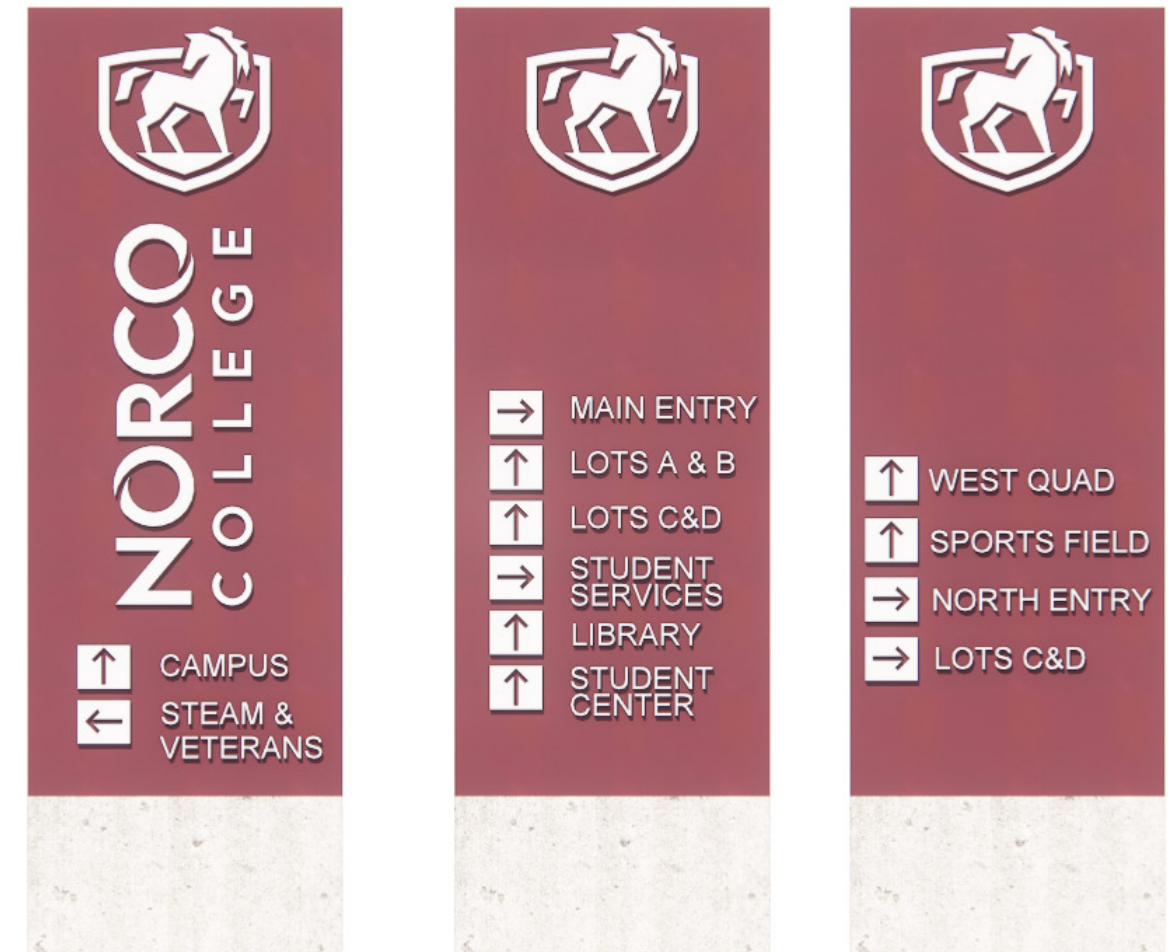 NORCO
COLLEGE
↑ CAMPUS
← STEAM &
VETERANS
→ MAIN ENTRY
↑ LOTS A & B
↑ LOTS C&D
→ STUDENT
SERVICES
↑ LIBRARY
↑ STUDENT
CENTER
↑ WEST QUAD
↑ SPORTS FIELD
→ NORTH ENTRY
→ LOTS C&D